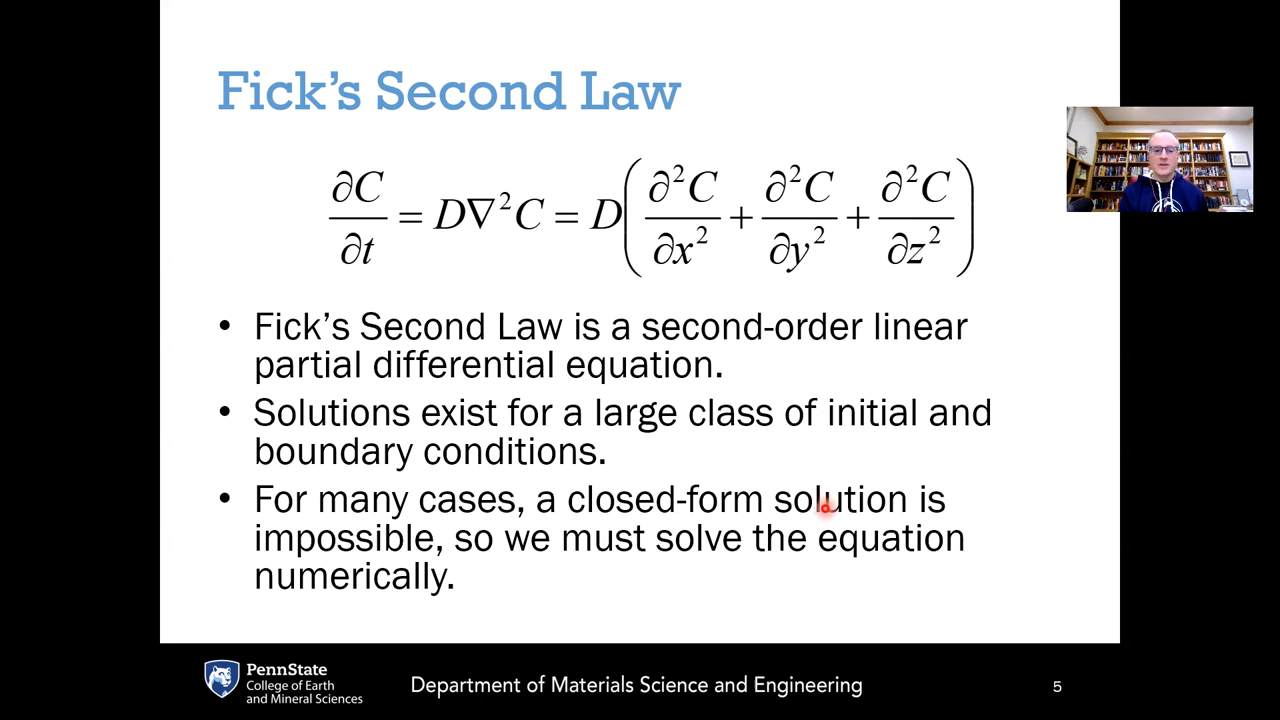 Fick's Second Law
∂C/∂t = D∇²C = D(∂²C/∂x² + ∂²C/∂y² + ∂²C/∂z²)
• Fick's Second Law is a second-order linear
partial differential equation.
• Solutions exist for a large class of initial and
boundary conditions.
• For many cases, a closed-form solution is
impossible, so we must solve the equation
numerically.
PennState
College of Earth
and Mineral Sciences
Department of Materials Science and Engineering
5